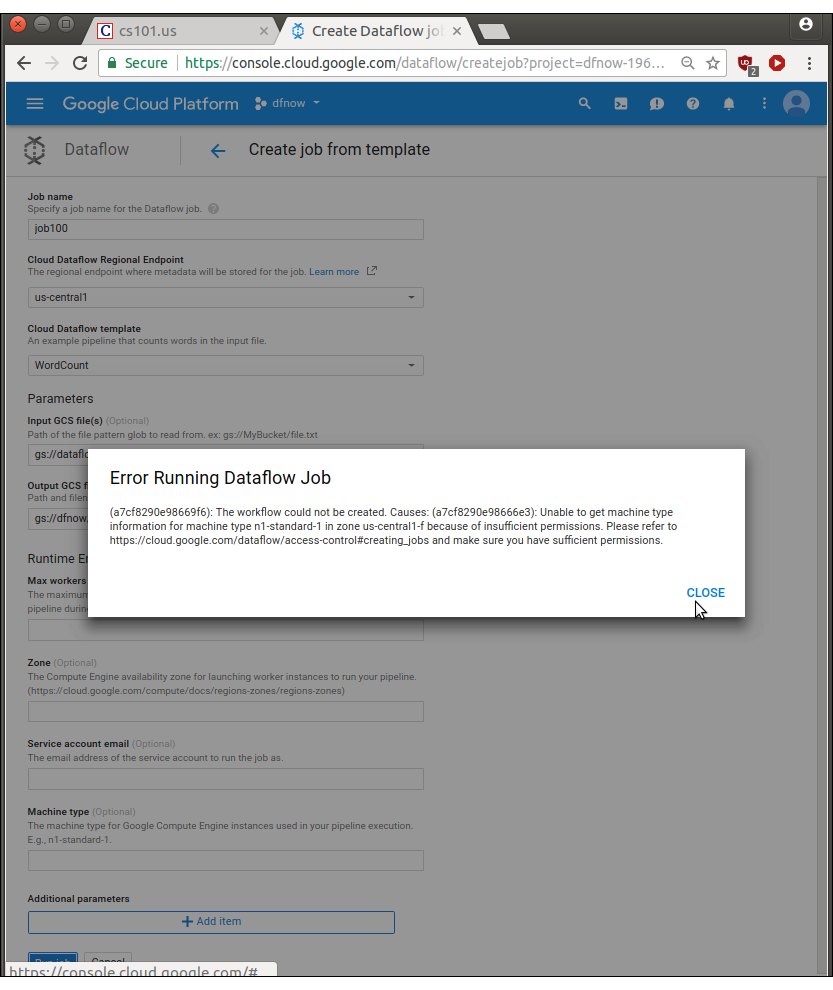 C cs101.us × Create Dataflow jo ×
Secure https://console.cloud.google.com/dataflow/createjob?project=dfnow-196...
2
Google Cloud Platform dfnow
Dataflow Create job from template
Job name
Specify a job name for the Dataflow job. ?
job100
Cloud Dataflow Regional Endpoint
The regional endpoint where metadata will be stored for the job. Learn more
us-central1
Cloud Dataflow template
An example pipeline that counts words in the input file.
WordCount
Parameters
Input GCS file(s) (Optional)
Path of the file pattern glob to read from. ex: gs://MyBucket/file.txt
gs://dataflo
Output GCS f
Path and filen
gs://dfnow
Error Running Dataflow Job
(a7cf8290e98669f6): The workflow could not be created. Causes: (a7cf8290e98666e3): Unable to get machine type
information for machine type n1-standard-1 in zone us-central1-f because of insufficient permissions. Please refer to
https://cloud.google.com/dataflow/access-control#creating_jobs and make sure you have sufficient permissions.
CLOSE
Runtime E
Max workers
The maximum
pipeline durin
Zone (Optional)
The Compute Engine availability zone for launching worker instances to run your pipeline.
(https://cloud.google.com/compute/docs/regions-zones/regions-zones)
Service account email (Optional)
The email address of the service account to run the job as.
Machine type (Optional)
The machine type for Google Compute Engine instances used in your pipeline execution.
E.g., n1-standard-1.
Additional parameters
+ Add item
Run job Cancel
https://console.cloud.google.com/#